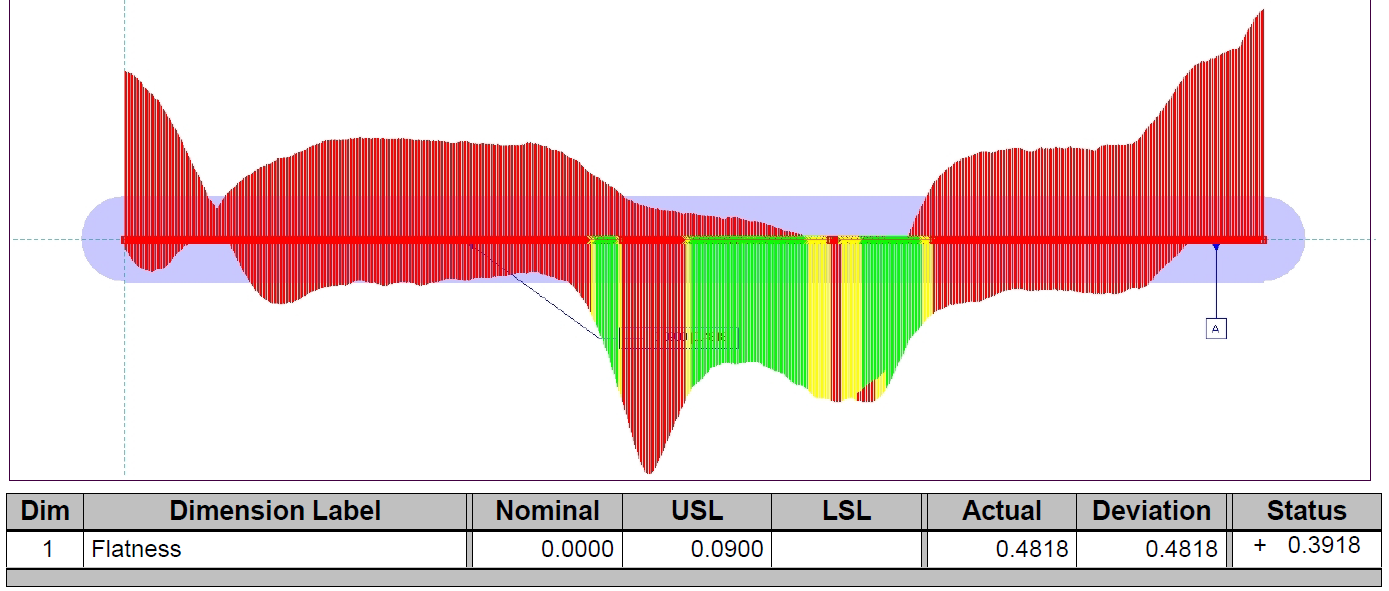 A
Dim Dimension Label Nominal USL LSL Actual Deviation Status
1 Flatness 0.0000 0.0900 0.4818 0.4818 + 0.3918